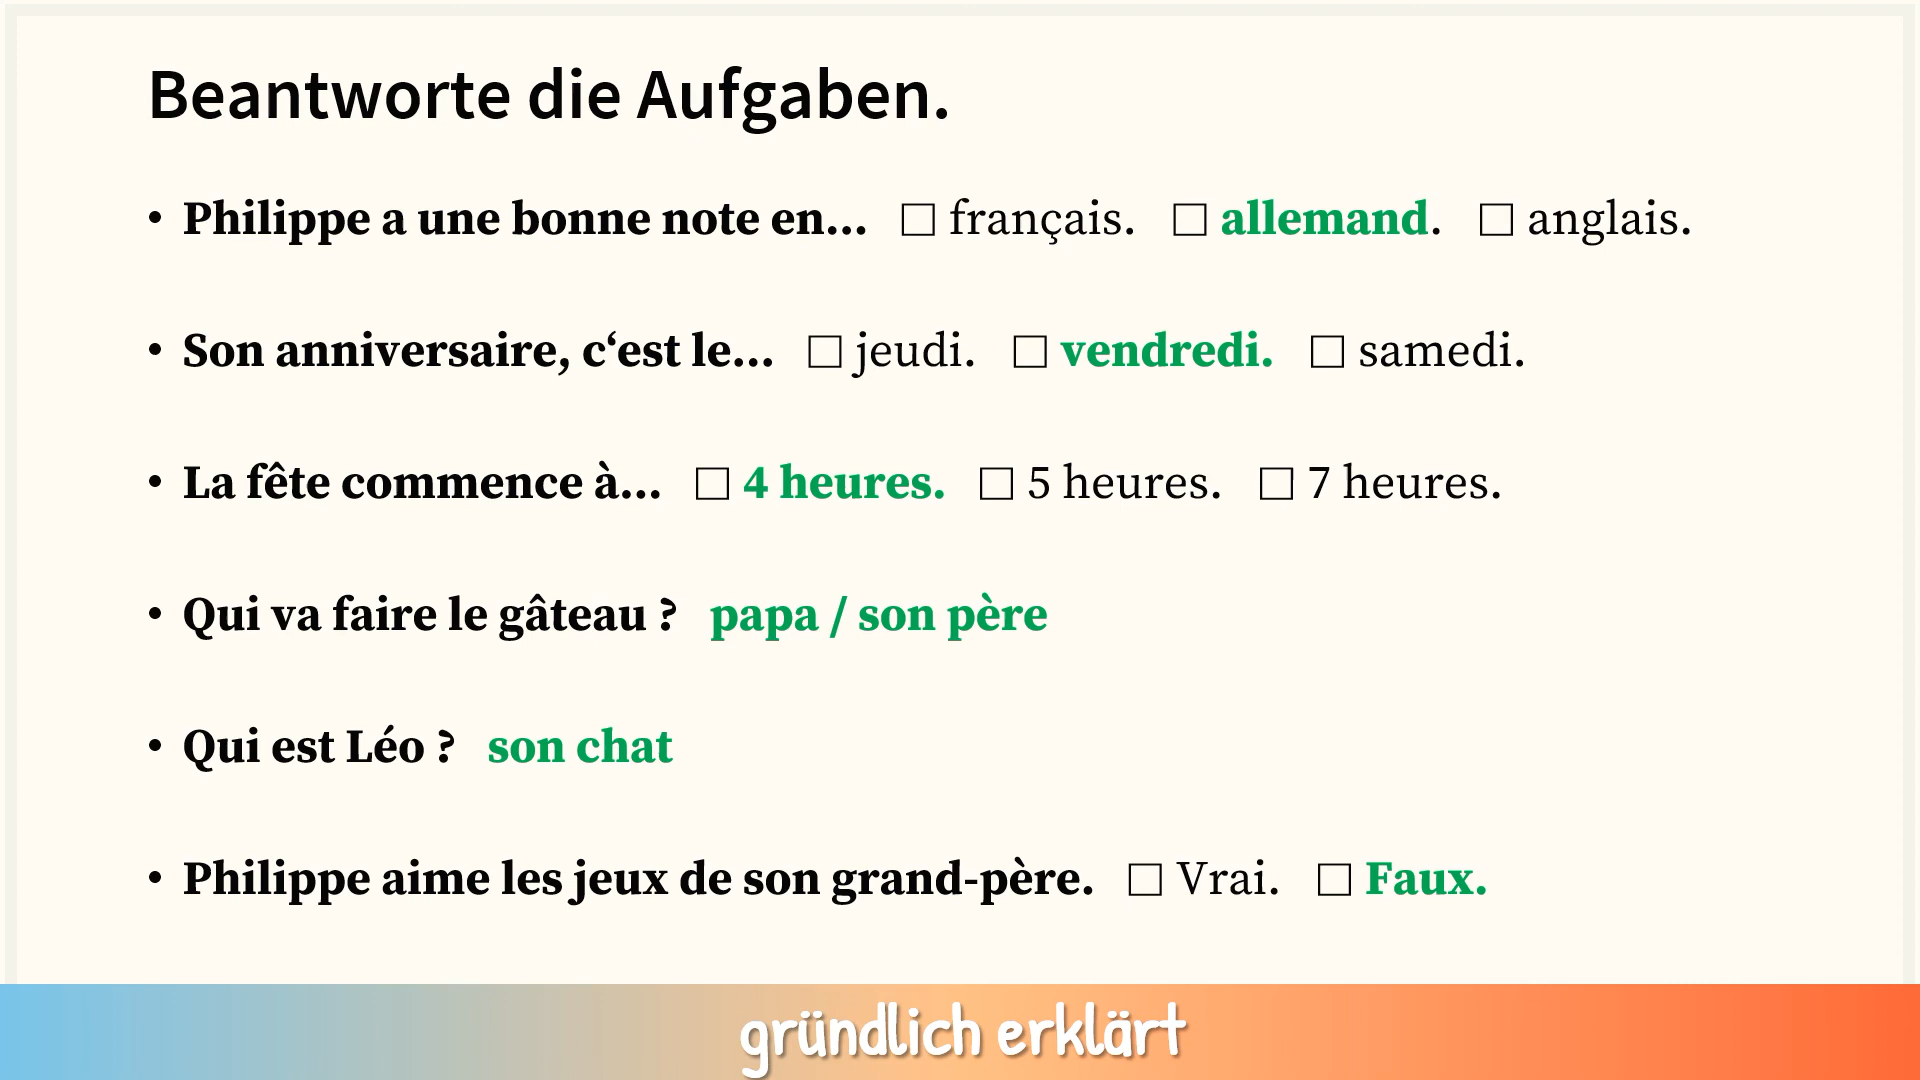 Beantworte die Aufgaben.
• Philippe a une bonne note en… ☐ français. ☐ allemand. ☐ anglais.
• Son anniversaire, c‘est le… ☐ jeudi. ☐ vendredi. ☐ samedi.
• La fête commence à… ☐ 4 heures. ☐ 5 heures. ☐ 7 heures.
• Qui va faire le gâteau ? papa / son père
• Qui est Léo ? son chat
• Philippe aime les jeux de son grand-père. ☐ Vrai. ☐ Faux.
gründlich erklärt